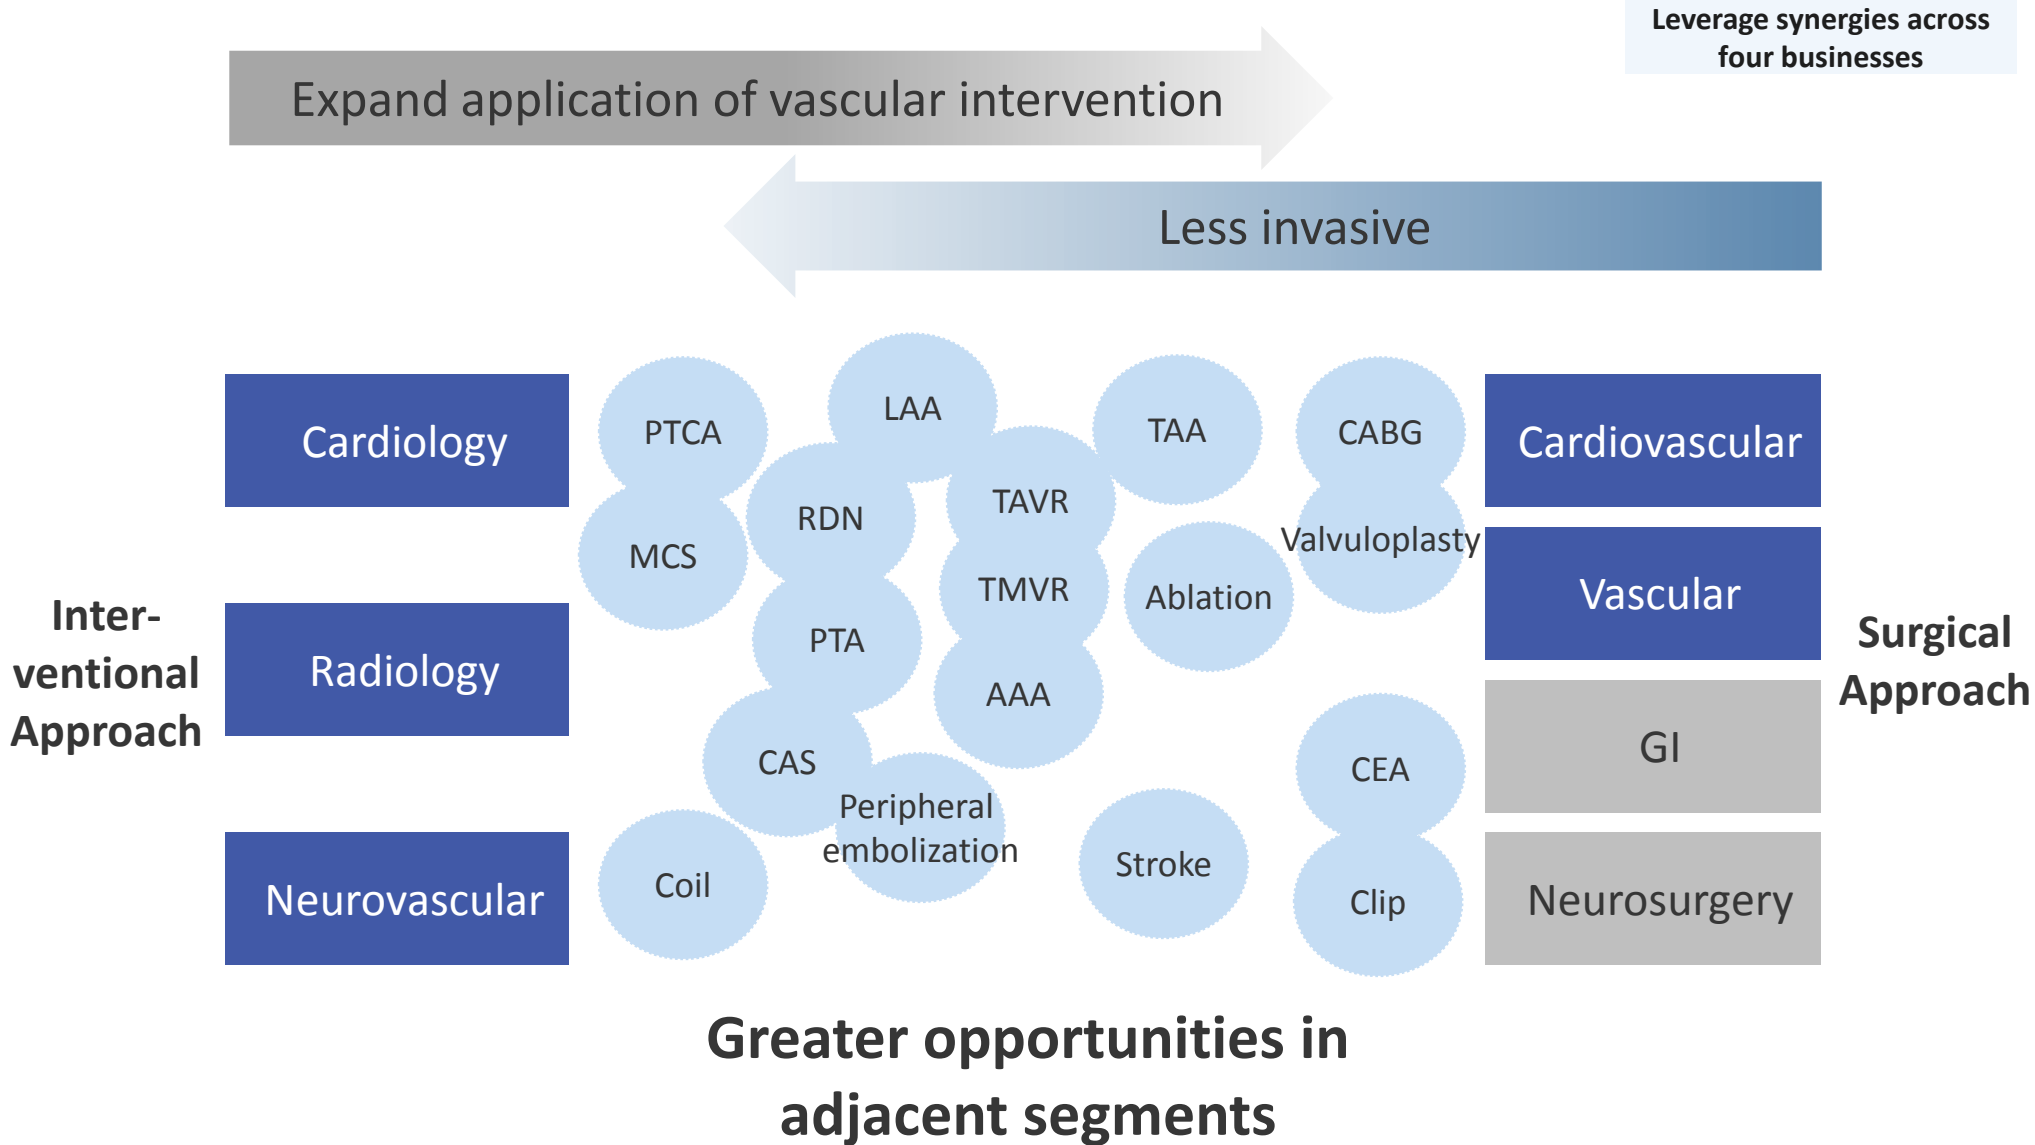 Leverage synergies across
four businesses
Expand application of vascular intervention
Less invasive
Inter-
ventional
Approach
Cardiology
Radiology
Neurovascular
PTCA
LAA
TAA
CABG
RDN
TAVR
MCS
Valvuloplasty
TMVR
Ablation
PTA
AAA
CAS
CEA
Peripheral
embolization
Coil
Stroke
Clip
Cardiovascular
Vascular
GI
Neurosurgery
Surgical
Approach
Greater opportunities in
adjacent segments